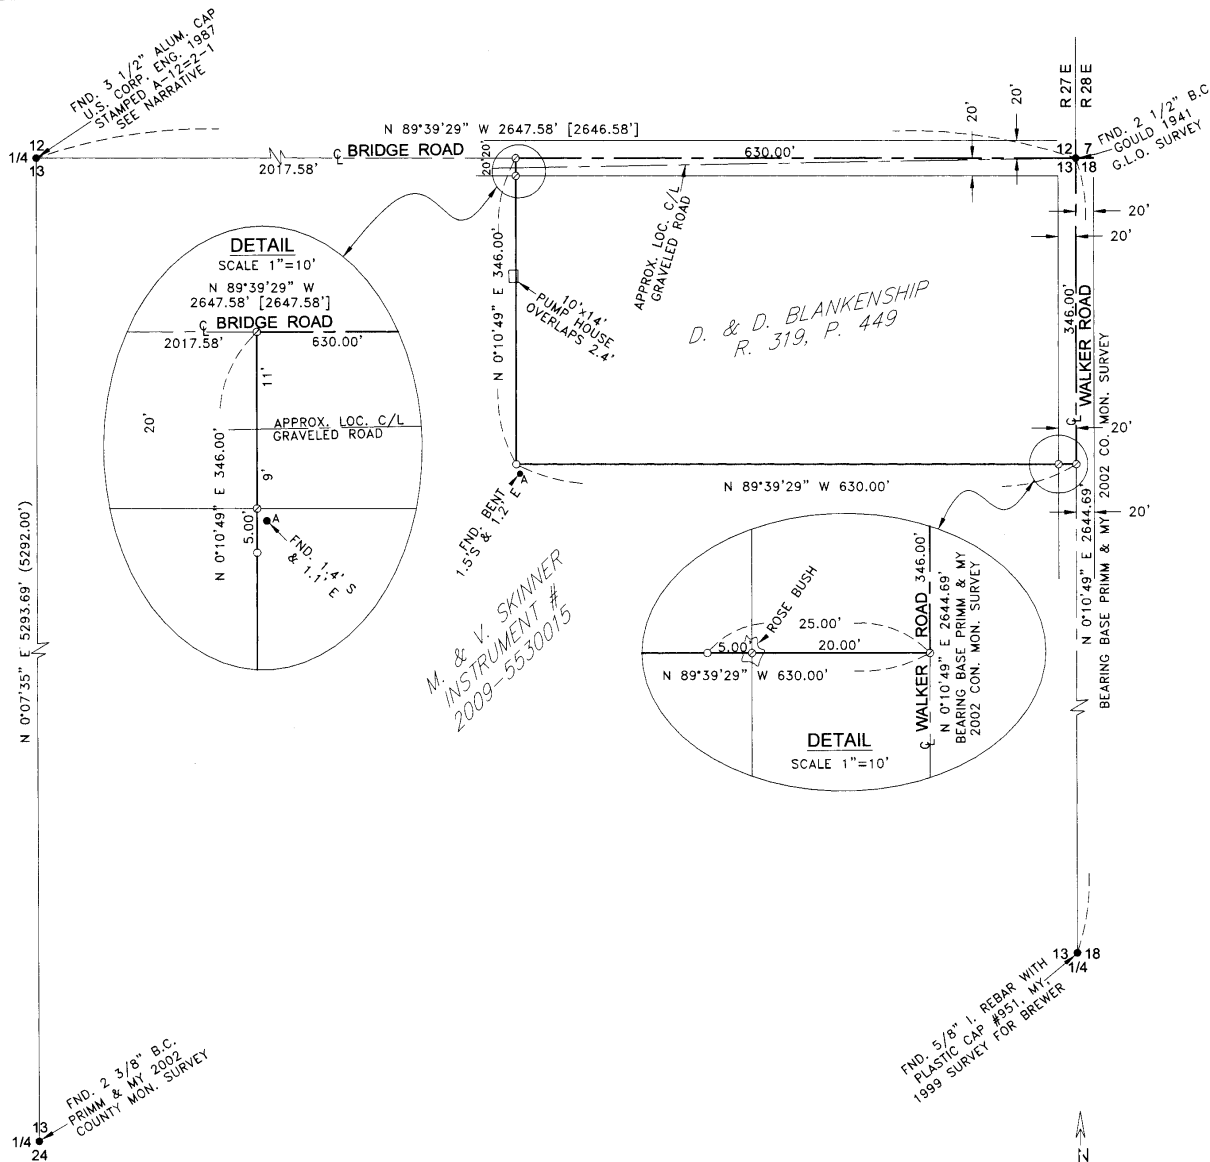 FND. 3 1/2" ALUM. CAP
U.S. CORP. ENG. 1987
STAMPED A-12=2-1
SEE NARRATIVE
12
1/4
13
N 89°39'29" W 2647.58' [2646.58']
℄ BRIDGE ROAD
2017.58'
20'
20'
630.00'
20'
20'
R 27 E
R 28 E
FND. 2 1/2" B.C
GOULD 1941
G.L.O. SURVEY
12 7
13 18
20'
20'
DETAIL
SCALE 1"=10'
N 89°39'29" W
2647.58' [2647.58']
℄ BRIDGE ROAD
2017.58'
630.00'
11'
20'
APPROX. LOC. C/L
GRAVELED ROAD
N 0°10'49" E 346.00'
9'
5.00'
A
FND. 1.4' S
& 1.1' E
N 0°10'49" E 346.00'
10'x14'
PUMP HOUSE
OVERLAPS 2.4'
APPROX. LOC. C/L
GRAVELED ROAD
D. & D. BLANKENSHIP
R. 319, P. 449
346.00'
℄ WALKER ROAD
20'
N 89°39'29" W 630.00'
A
FND. BENT
1.5'S & 1.2' E
20'
N 0°10'49" E 2644.69'
BEARING BASE PRIMM & MY 2002 CO. MON. SURVEY
M. & V. SKINNER
INSTRUMENT #
2009-5530015
ROSE BUSH
25.00'
5.00'
20.00'
N 89°39'29" W 630.00'
℄ WALKER ROAD 346.00'
N 0°10'49" E 2644.69'
BEARING BASE PRIMM & MY
2002 CON. MON. SURVEY
DETAIL
SCALE 1"=10'
N 0°07'35" E 5293.69' (5292.00')
13 18
1/4
FND. 5/8" I. REBAR WITH
PLASTIC CAP #951, MY,
1999 SURVEY FOR BREWER
FND. 2 3/8" B.C.
PRIMM & MY 2002
COUNTY MON. SURVEY
13
1/4
24
N